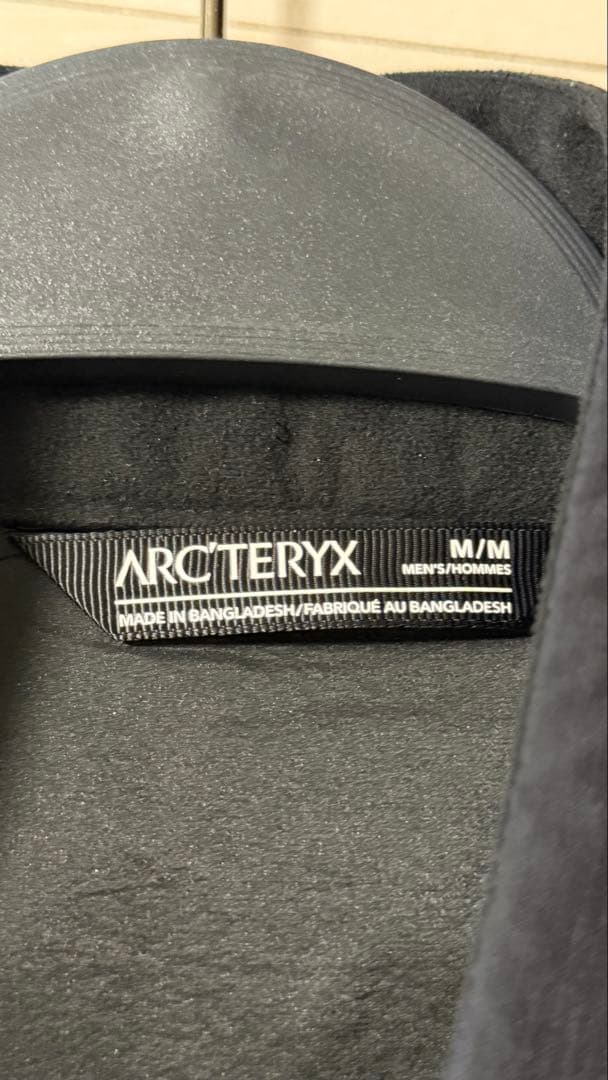 ARC'TERYX
M/M
MEN'S/HOMMES
MADE IN BANGLADESH/FABRIQUÉ AU BANGLADESH